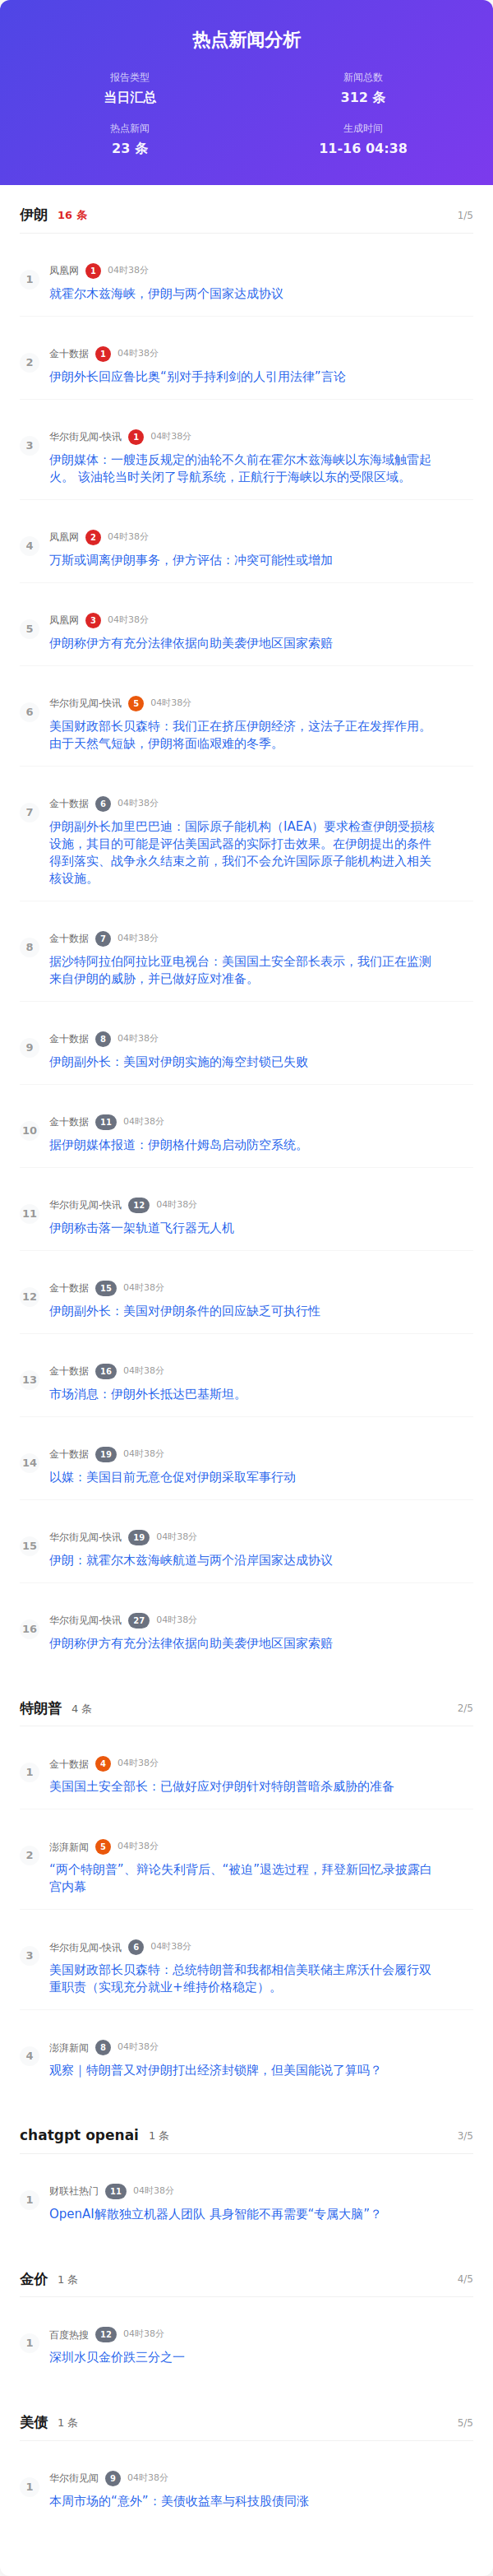 热点新闻分析
报告类型
当日汇总
新闻总数
312 条
热点新闻
23 条
生成时间
11-16 04:38
伊朗 16 条 1/5
1
凤凰网 1 04时38分
就霍尔木兹海峡，伊朗与两个国家达成协议
2
金十数据 1 04时38分
伊朗外长回应鲁比奥“别对手持利剑的人引用法律”言论
3
华尔街见闻-快讯 1 04时38分
伊朗媒体：一艘违反规定的油轮不久前在霍尔木兹海峡以东海域触雷起
火。 该油轮当时关闭了导航系统，正航行于海峡以东的受限区域。
4
凤凰网 2 04时38分
万斯或调离伊朗事务，伊方评估：冲突可能性或增加
5
凤凰网 3 04时38分
伊朗称伊方有充分法律依据向助美袭伊地区国家索赔
6
华尔街见闻-快讯 5 04时38分
美国财政部长贝森特：我们正在挤压伊朗经济，这法子正在发挥作用。
由于天然气短缺，伊朗将面临艰难的冬季。
7
金十数据 6 04时38分
伊朗副外长加里巴巴迪：国际原子能机构（IAEA）要求检查伊朗受损核
设施，其目的可能是评估美国武器的实际打击效果。在伊朗提出的条件
得到落实、战争永久结束之前，我们不会允许国际原子能机构进入相关
核设施。
8
金十数据 7 04时38分
据沙特阿拉伯阿拉比亚电视台：美国国土安全部长表示，我们正在监测
来自伊朗的威胁，并已做好应对准备。
9
金十数据 8 04时38分
伊朗副外长：美国对伊朗实施的海空封锁已失败
10
金十数据 11 04时38分
据伊朗媒体报道：伊朗格什姆岛启动防空系统。
11
华尔街见闻-快讯 12 04时38分
伊朗称击落一架轨道飞行器无人机
12
金十数据 15 04时38分
伊朗副外长：美国对伊朗条件的回应缺乏可执行性
13
金十数据 16 04时38分
市场消息：伊朗外长抵达巴基斯坦。
14
金十数据 19 04时38分
以媒：美国目前无意仓促对伊朗采取军事行动
15
华尔街见闻-快讯 19 04时38分
伊朗：就霍尔木兹海峡航道与两个沿岸国家达成协议
16
华尔街见闻-快讯 27 04时38分
伊朗称伊方有充分法律依据向助美袭伊地区国家索赔
特朗普 4 条 2/5
1
金十数据 4 04时38分
美国国土安全部长：已做好应对伊朗针对特朗普暗杀威胁的准备
2
澎湃新闻 5 04时38分
“两个特朗普”、辩论失利背后、“被迫”退选过程，拜登新回忆录披露白
宫内幕
3
华尔街见闻-快讯 6 04时38分
美国财政部长贝森特：总统特朗普和我都相信美联储主席沃什会履行双
重职责（实现充分就业+维持价格稳定）。
4
澎湃新闻 8 04时38分
观察｜特朗普又对伊朗打出经济封锁牌，但美国能说了算吗？
chatgpt openai 1 条 3/5
1
财联社热门 11 04时38分
OpenAI解散独立机器人团队 具身智能不再需要“专属大脑”？
金价 1 条 4/5
1
百度热搜 12 04时38分
深圳水贝金价跌三分之一
美债 1 条 5/5
1
华尔街见闻 9 04时38分
本周市场的“意外”：美债收益率与科技股债同涨